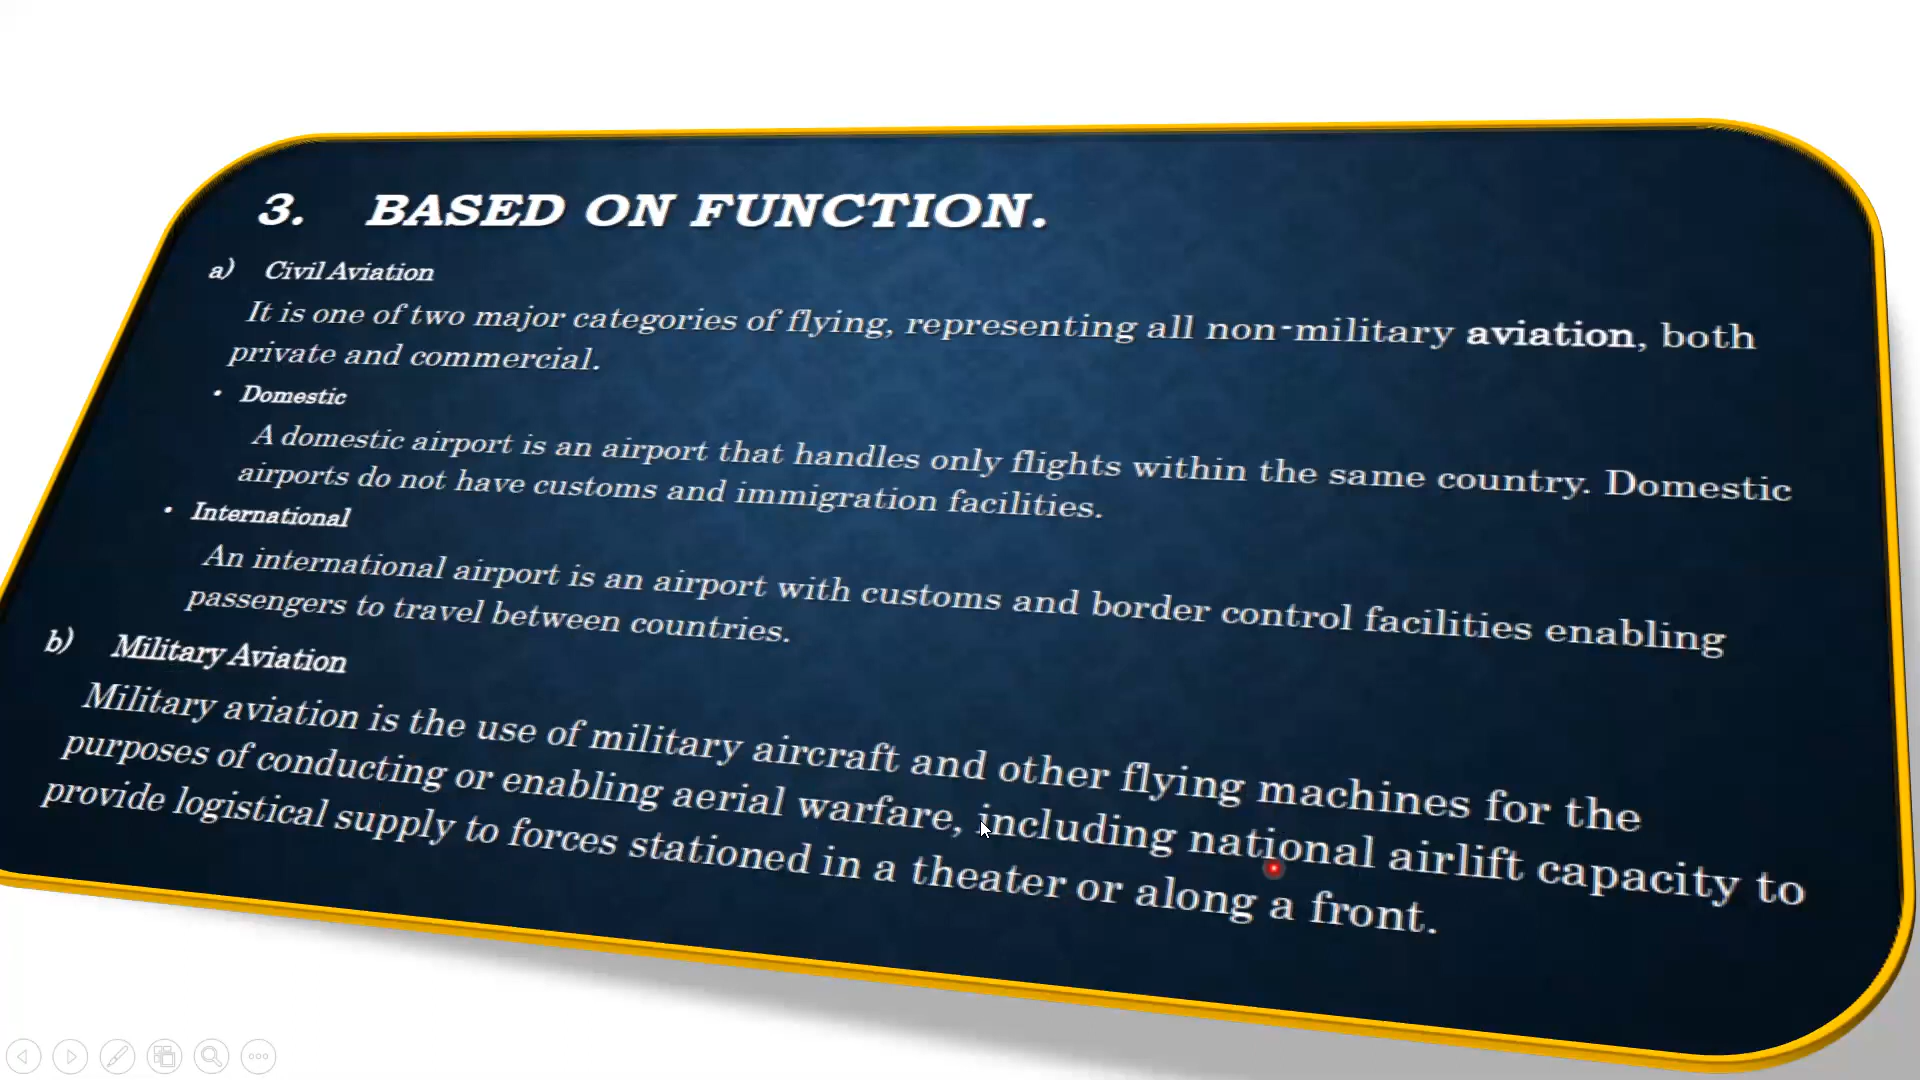 3. BASED ON FUNCTION.
a) Civil Aviation
It is one of two major categories of flying, representing all non-military aviation, both
private and commercial.
• Domestic
A domestic airport is an airport that handles only flights within the same country. Domestic
airports do not have customs and immigration facilities.
• International
An international airport is an airport with customs and border control facilities enabling
passengers to travel between countries.
b) Military Aviation
Military aviation is the use of military aircraft and other flying machines for the
purposes of conducting or enabling aerial warfare, including national airlift capacity to
provide logistical supply to forces stationed in a theater or along a front.